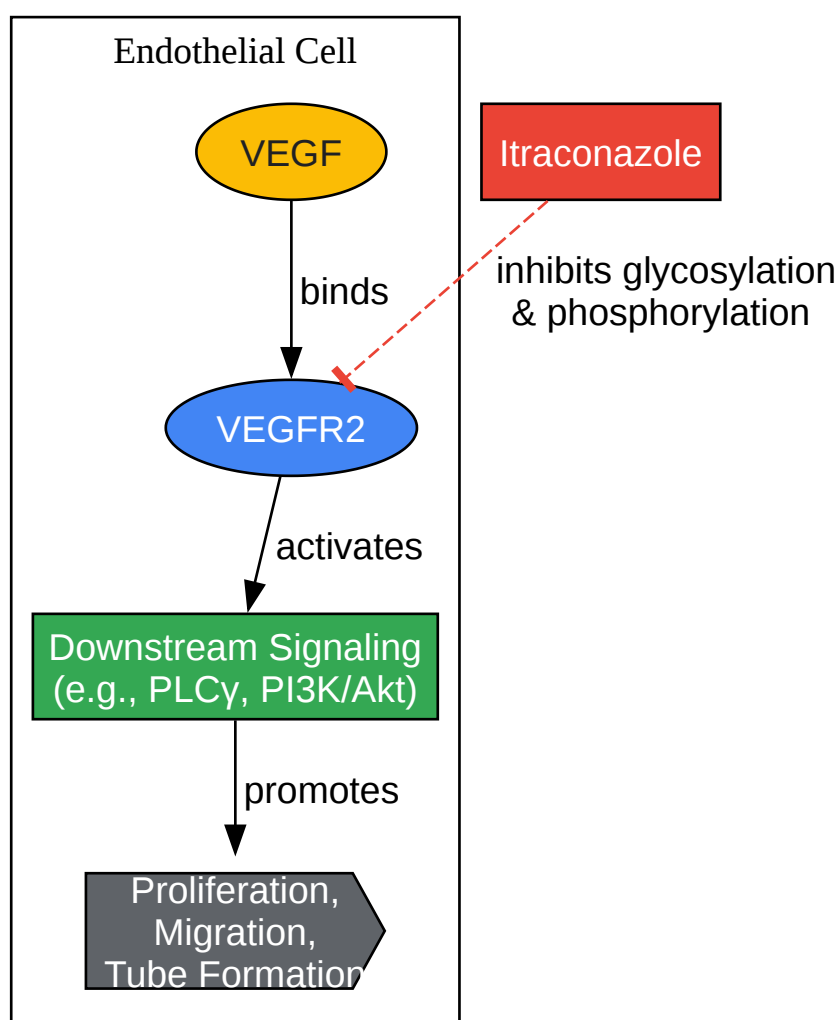 Endothelial Cell
VEGF
Itraconazole
inhibits glycosylation
& phosphorylation
binds
VEGFR2
activates
Downstream Signaling
(e.g., PLCγ, PI3K/Akt)
promotes
Proliferation,
Migration,
Tube Formation